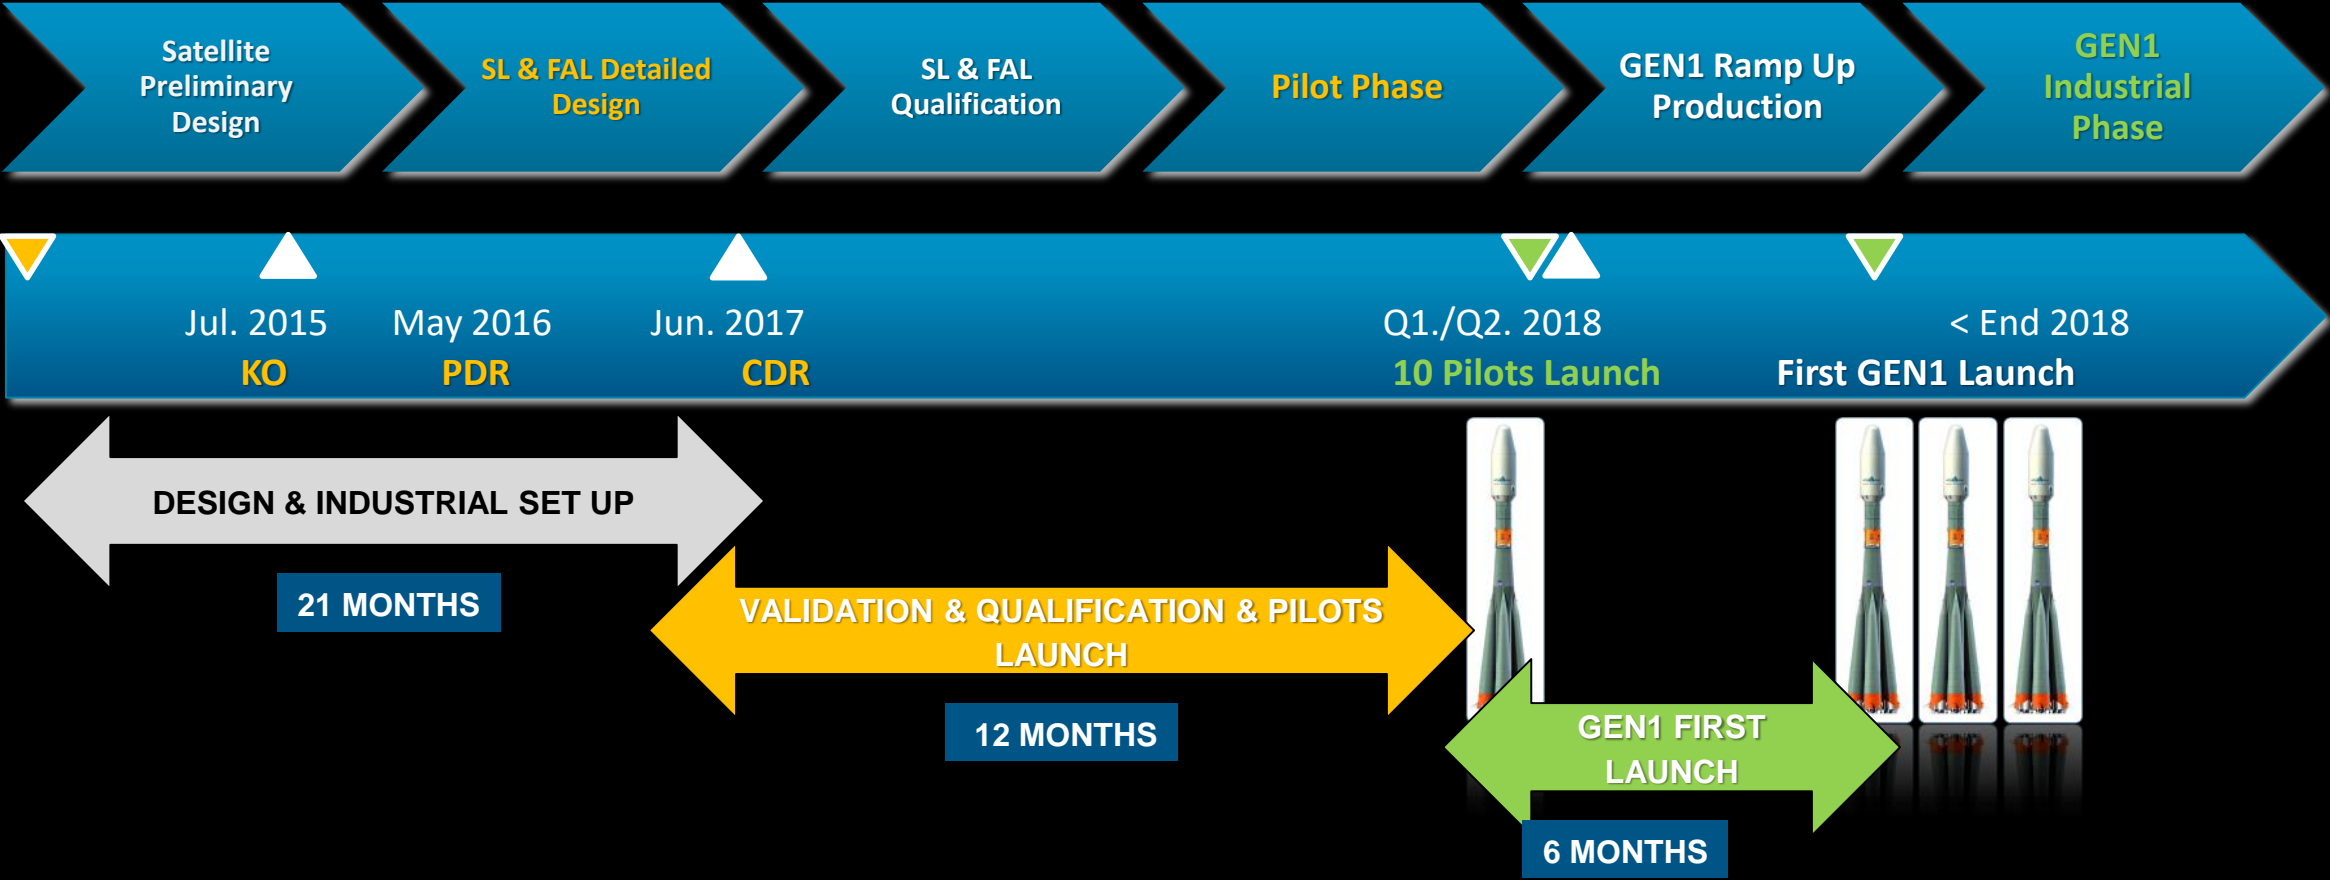 Satellite
Preliminary
Design
SL & FAL Detailed
Design
SL & FAL
Qualification
Pilot Phase
GEN1 Ramp Up
Production
GEN1
Industrial
Phase
Jul. 2015
KO
May 2016
PDR
Jun. 2017
CDR
Q1./Q2. 2018
10 Pilots Launch
< End 2018
First GEN1 Launch
DESIGN & INDUSTRIAL SET UP
21 MONTHS
VALIDATION & QUALIFICATION & PILOTS
LAUNCH
12 MONTHS
GEN1 FIRST
LAUNCH
6 MONTHS